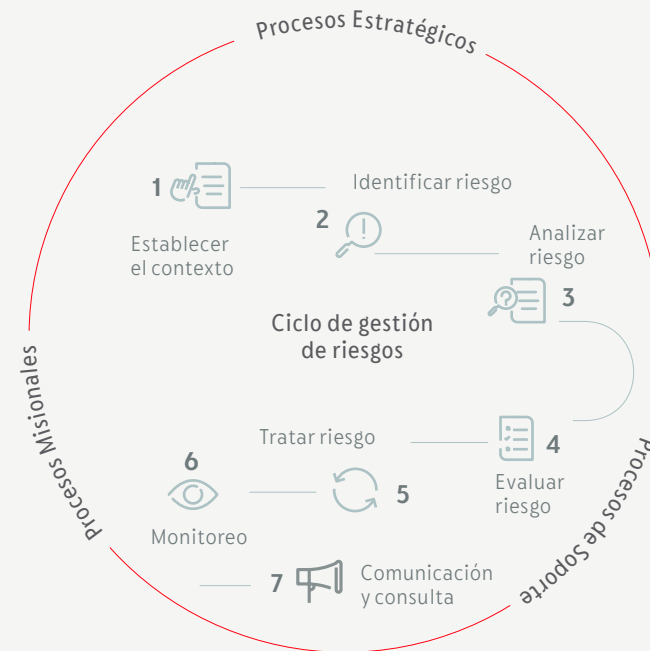 Procesos Estratégicos
1
Establecer
el contexto
Identificar riesgo
2
Analizar
riesgo
3
Ciclo de gestión
de riesgos
4
Evaluar
riesgo
Tratar riesgo
5
6
Monitoreo
7
Comunicación
y consulta
Procesos Misionales
Procesos de Soporte